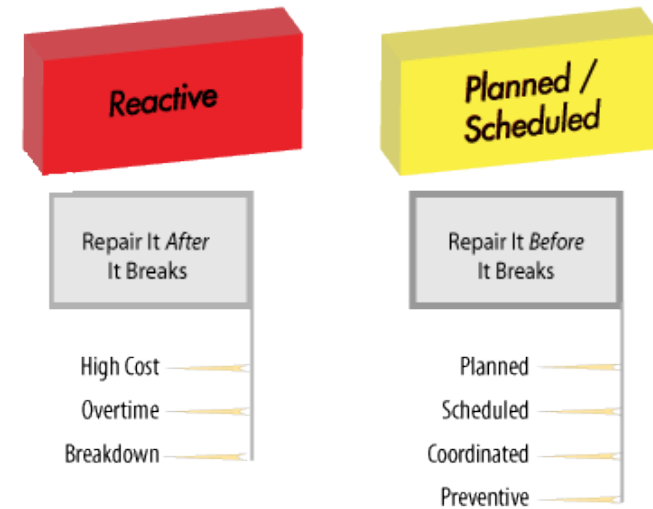 Reactive
Repair It After
It Breaks
High Cost
Overtime
Breakdown
Planned /
Scheduled
Repair It Before
It Breaks
Planned
Scheduled
Coordinated
Preventive